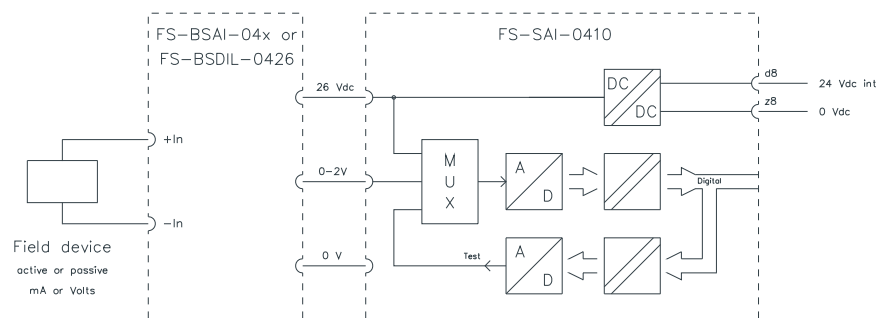 FS-BSAI-04x or
FS-BSDIL-0426
FS-SAI-0410
26 Vdc
DC
DC
d8
24 Vdc int
z8
0 Vdc
+In
-In
0-2V
M
U
X
A
D
Digital
Field device
active or passive
mA or Volts
0 V
Test
A
D